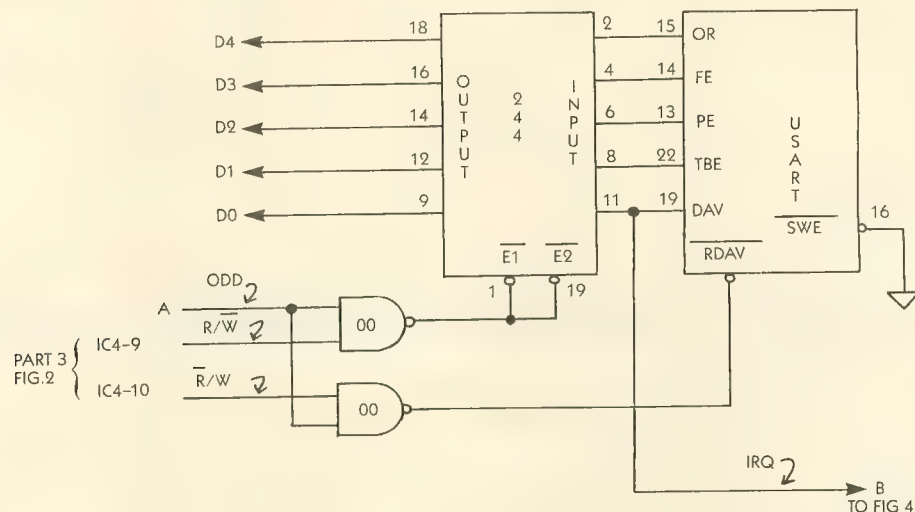 D4 18 2 15 OR
D3 16 4 14 FE
D2 14 6 13 PE
D1 12 8 22 TBE
D0 9 11 19 DAV
OUTPUT
244
INPUT
USART
E1 E2
1 19
RDAV
SWE 16
ODD
A
R/W
00
PART 3
FIG.2
IC4-9
IC4-10
R/W
00
IRQ
B
TO FIG 4